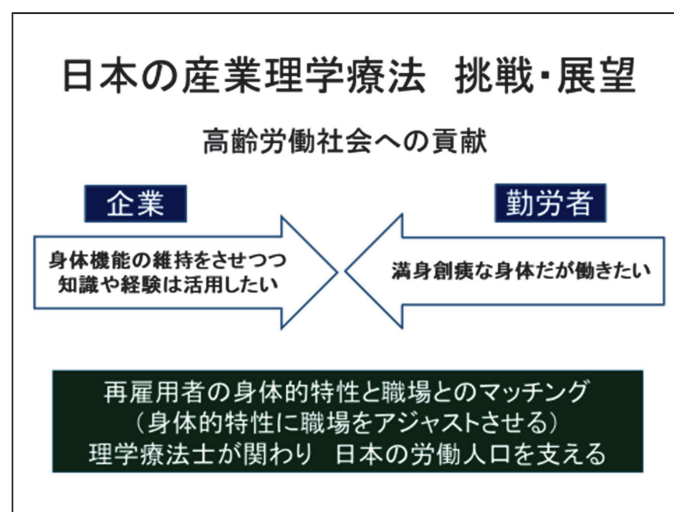 日本の産業理学療法　挑戦・展望
高齢労働社会への貢献
企業
勤労者
身体機能の維持をさせつつ
知識や経験は活用したい
満身創痍な身体だが働きたい
再雇用者の身体的特性と職場とのマッチング
（身体的特性に職場をアジャストさせる）
理学療法士が関わり　日本の労働人口を支える